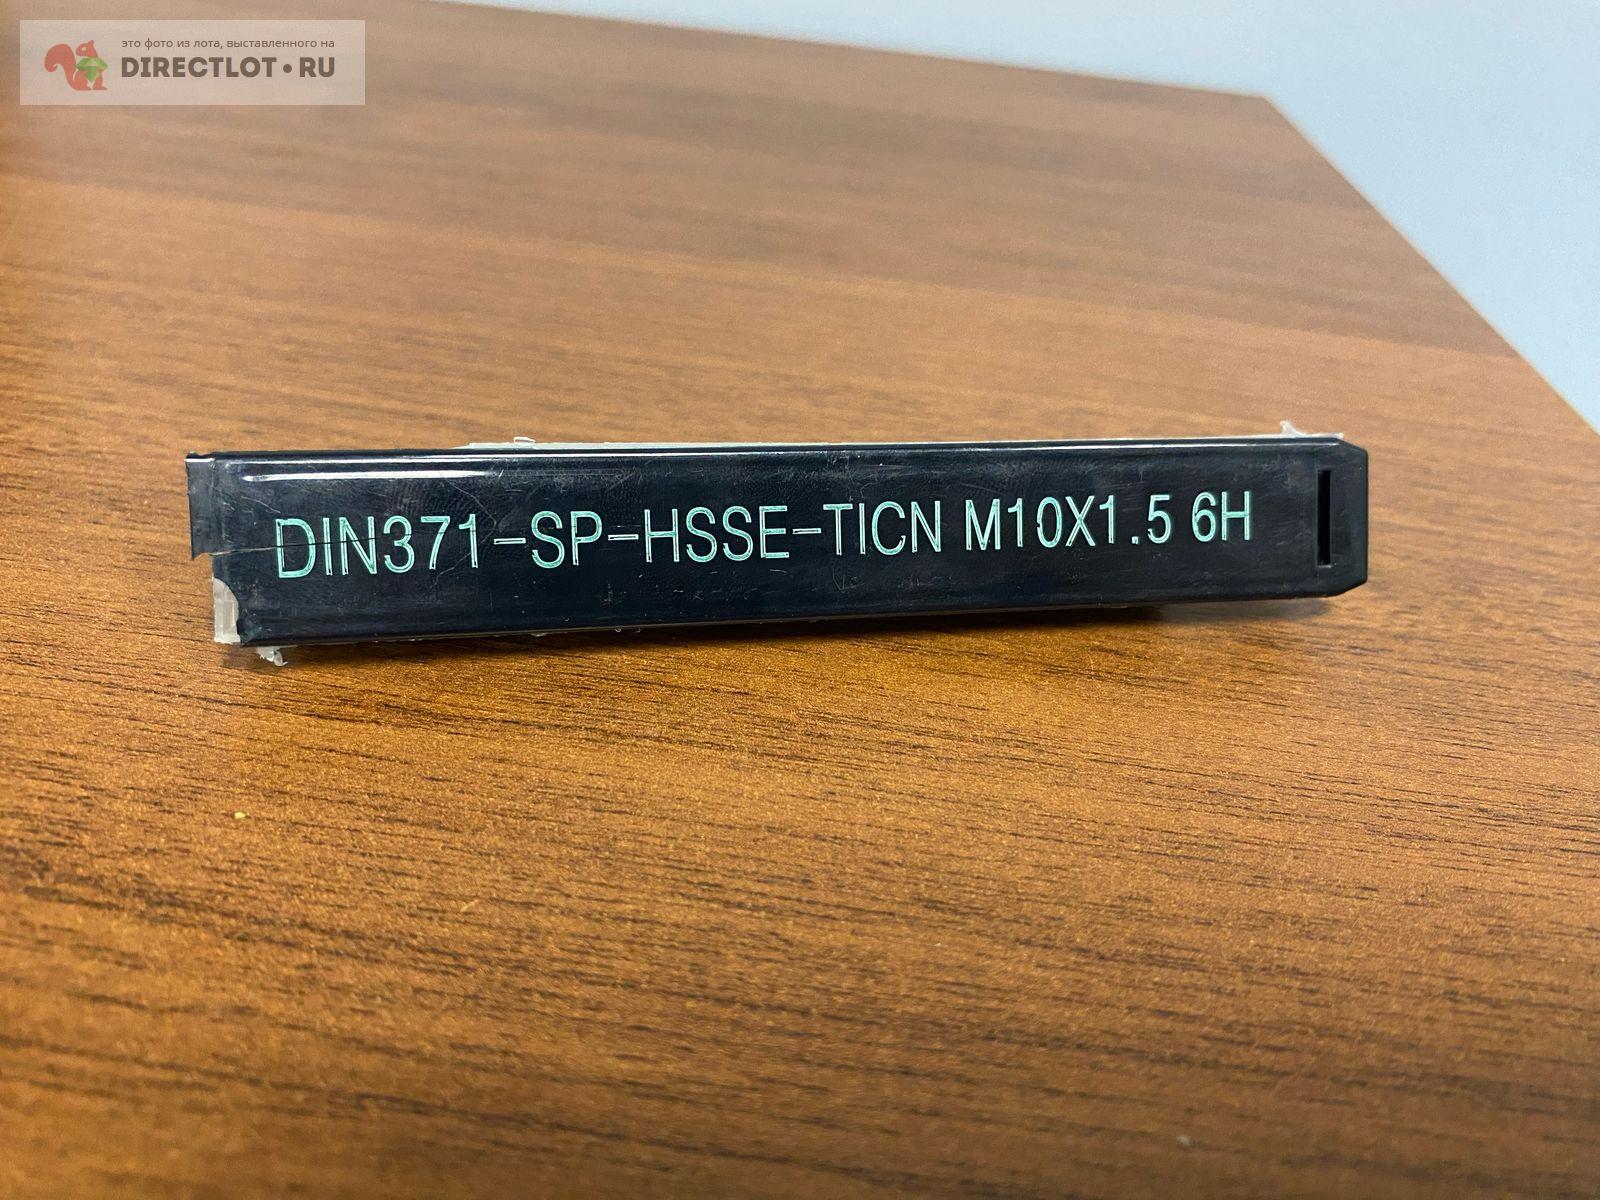 это фото из лота, выставленного на
DIRECTLOT•RU
DIN371-SP-HSSE-TICN M10X1.5 6H